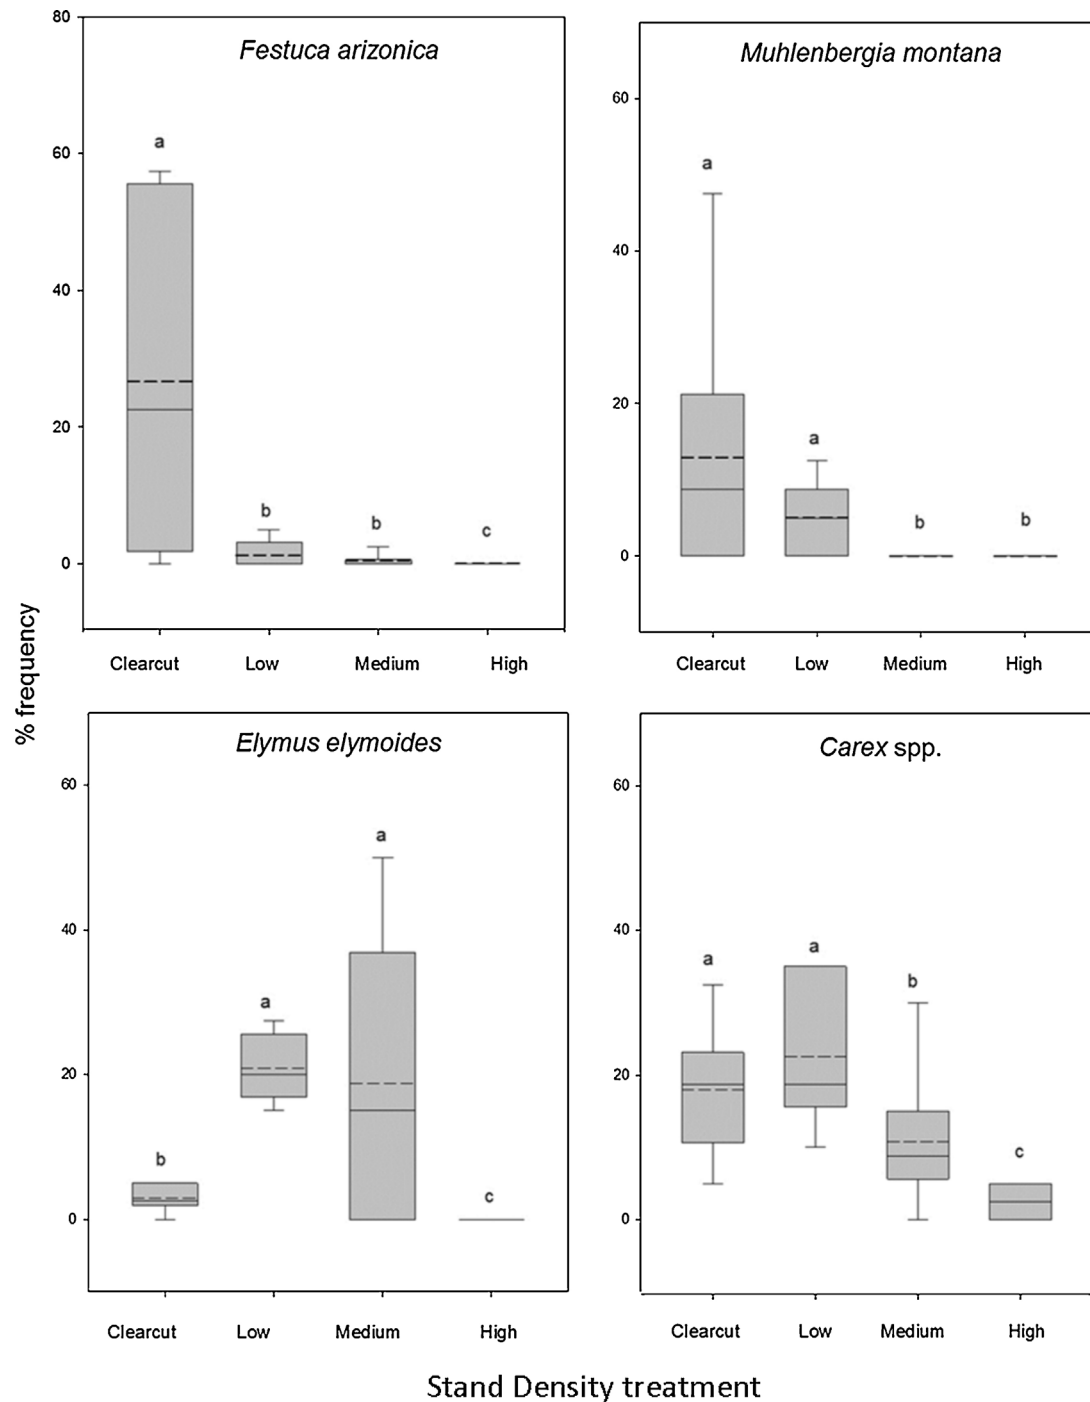 Festuca arizonica
80
60
40
20
0
a
b
b
c
Clearcut Low Medium High
Muhlenbergia montana
60
40
20
0
a
a
b
b
Clearcut Low Medium High
% frequency
Elymus elymoides
60
40
20
0
b
a
a
c
Clearcut Low Medium High
Carex spp.
60
40
20
0
a
a
b
c
Clearcut Low Medium High
Stand Density treatment